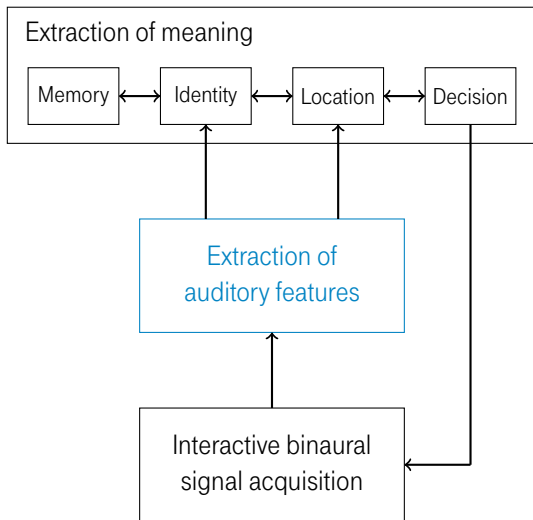 Extraction of meaning
Memory Identity Location Decision
Extraction of
auditory features
Interactive binaural
signal acquisition